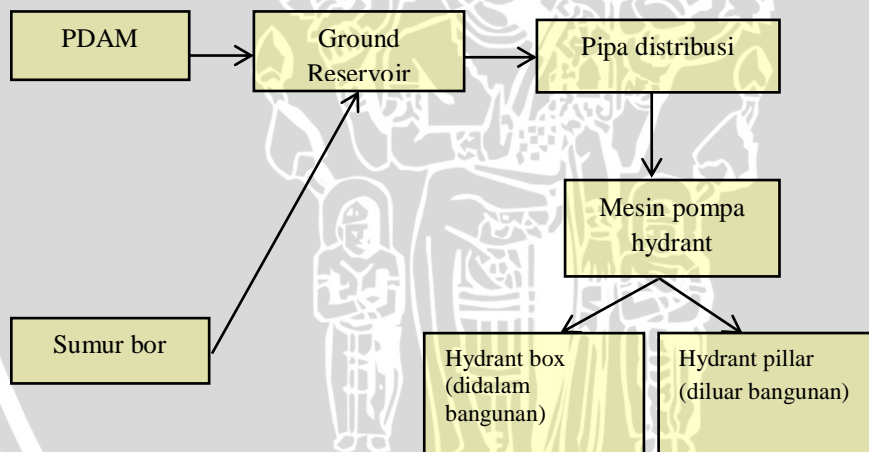 PDAM
Ground
Reservoir
Pipa distribusi
Mesin pompa
hydrant
Sumur bor
Hydrant box
(didalam
bangunan)
Hydrant pillar
(diluar bangunan)